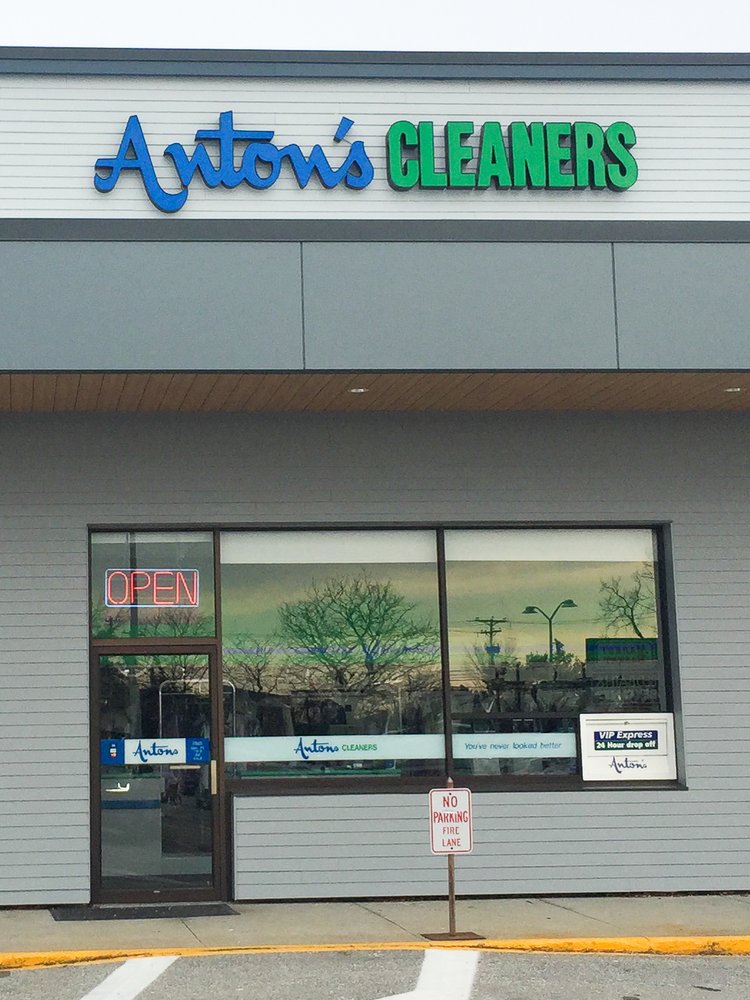 Anton's CLEANERS
OPEN
Antons
Antons CLEANERS
You've never looked better
VIP Express
24 Hour drop off
Anton's
NO
PARKING
FIRE
LANE